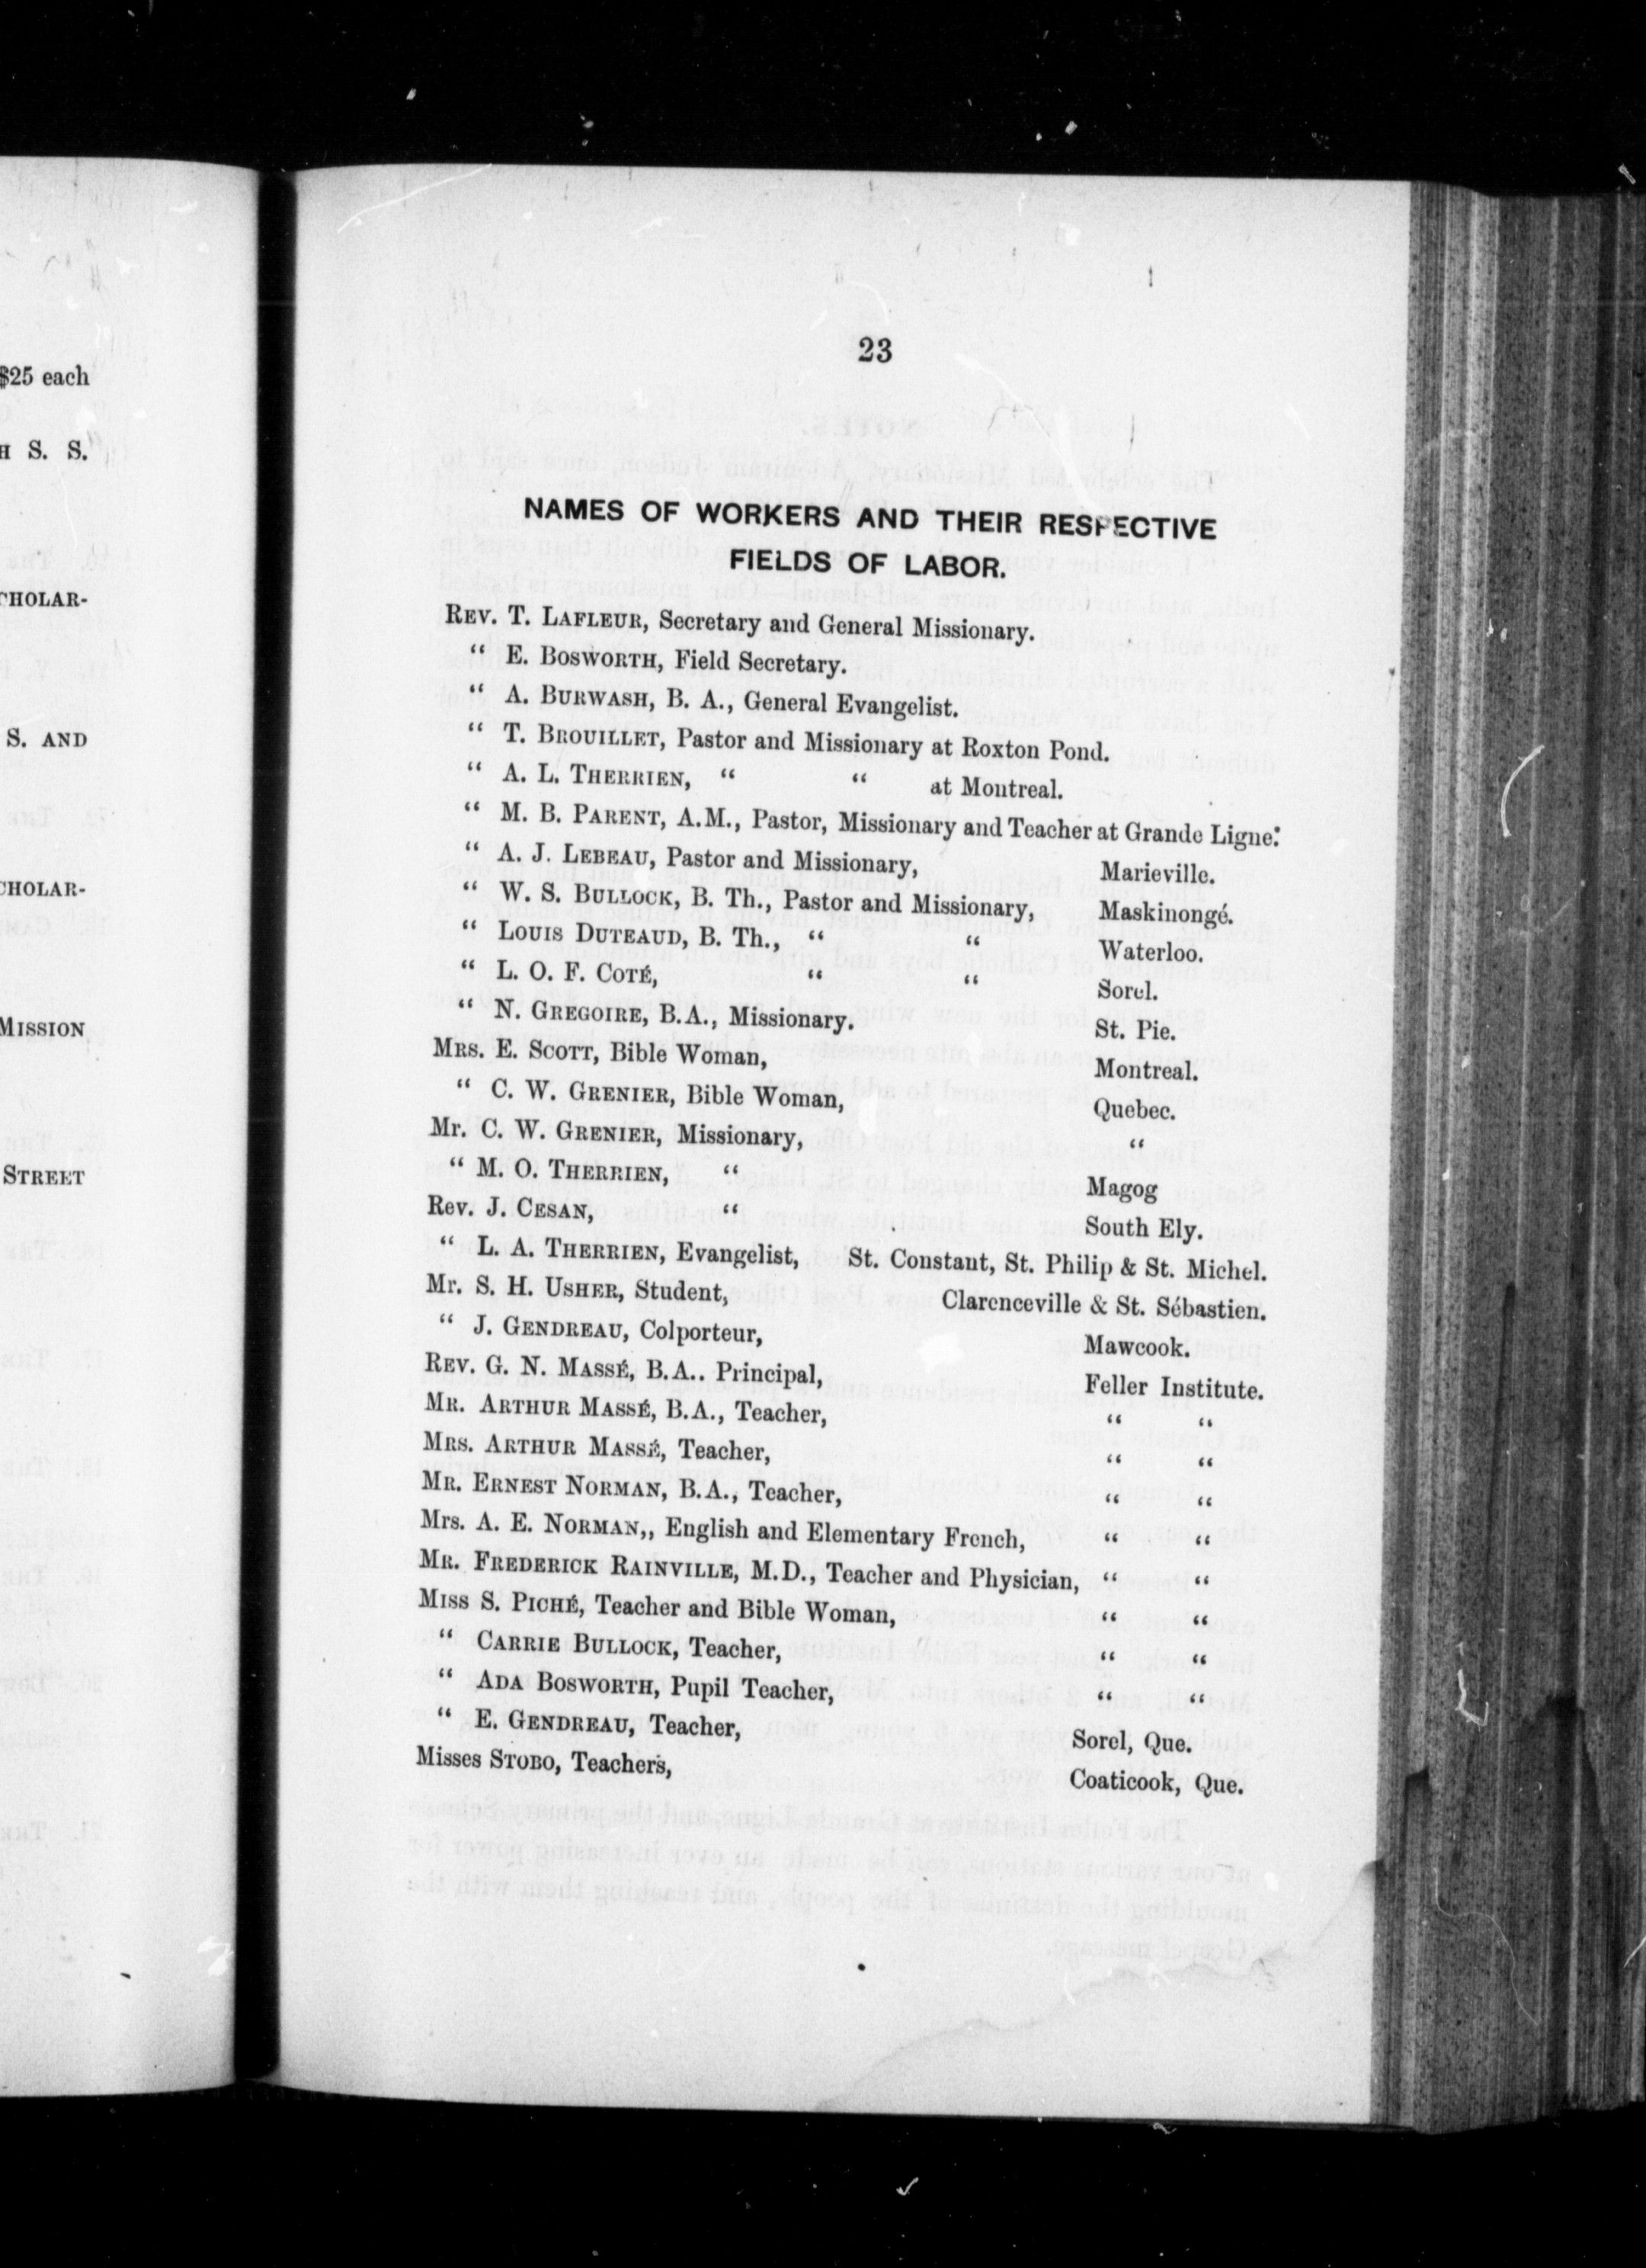 $25 each
H S. S.
CHOLAR-
S. AND
CHOLAR-
MISSION
STREET
23
NAMES OF WORKERS AND THEIR RESPECTIVE
FIELDS OF LABOR.
REV. T. LAFLEUR, Secretary and General Missionary.
“ E. BOSWORTH, Field Secretary.
“ A. BURWASH, B. A., General Evangelist.
“ T. BROUILLET, Pastor and Missionary at Roxton Pond.
“ A. L. THERRIEN, “ “ at Montreal.
“ M. B. PARENT, A.M., Pastor, Missionary and Teacher at Grande Ligne.
“ A. J. LEBEAU, Pastor and Missionary, Marieville.
“ W. S. BULLOCK, B. Th., Pastor and Missionary, Maskinongé.
“ LOUIS DUTEAUD, B. Th., “ “ Waterloo.
“ L. O. F. COTÉ, “ “ Sorel.
“ N. GREGOIRE, B.A., Missionary. St. Pie.
MRS. E. SCOTT, Bible Woman, Montreal.
“ C. W. GRENIER, Bible Woman, Quebec.
Mr. C. W. GRENIER, Missionary, “
“ M. O. THERRIEN, “ Magog
Rev. J. CESAN, “ South Ely.
“ L. A. THERRIEN, Evangelist, St. Constant, St. Philip & St. Michel.
Mr. S. H. USHER, Student, Clarenceville & St. Sébastien.
“ J. GENDREAU, Colporteur, Mawcook.
REV. G. N. MASSÉ, B.A.. Principal, Feller Institute.
MR. ARTHUR MASSÉ, B.A., Teacher, “ “
MRS. ARTHUR MASSÉ, Teacher, “ “
MR. ERNEST NORMAN, B.A., Teacher, “ “
Mrs. A. E. NORMAN,, English and Elementary French, “ “
MR. FREDERICK RAINVILLE, M.D., Teacher and Physician, “ “
MISS S. PICHÉ, Teacher and Bible Woman, “ “
“ CARRIE BULLOCK, Teacher, “ “
“ ADA BOSWORTH, Pupil Teacher, “ “
“ E. GENDREAU, Teacher, Sorel, Que.
Misses STOBO, Teachers, Coaticook, Que.